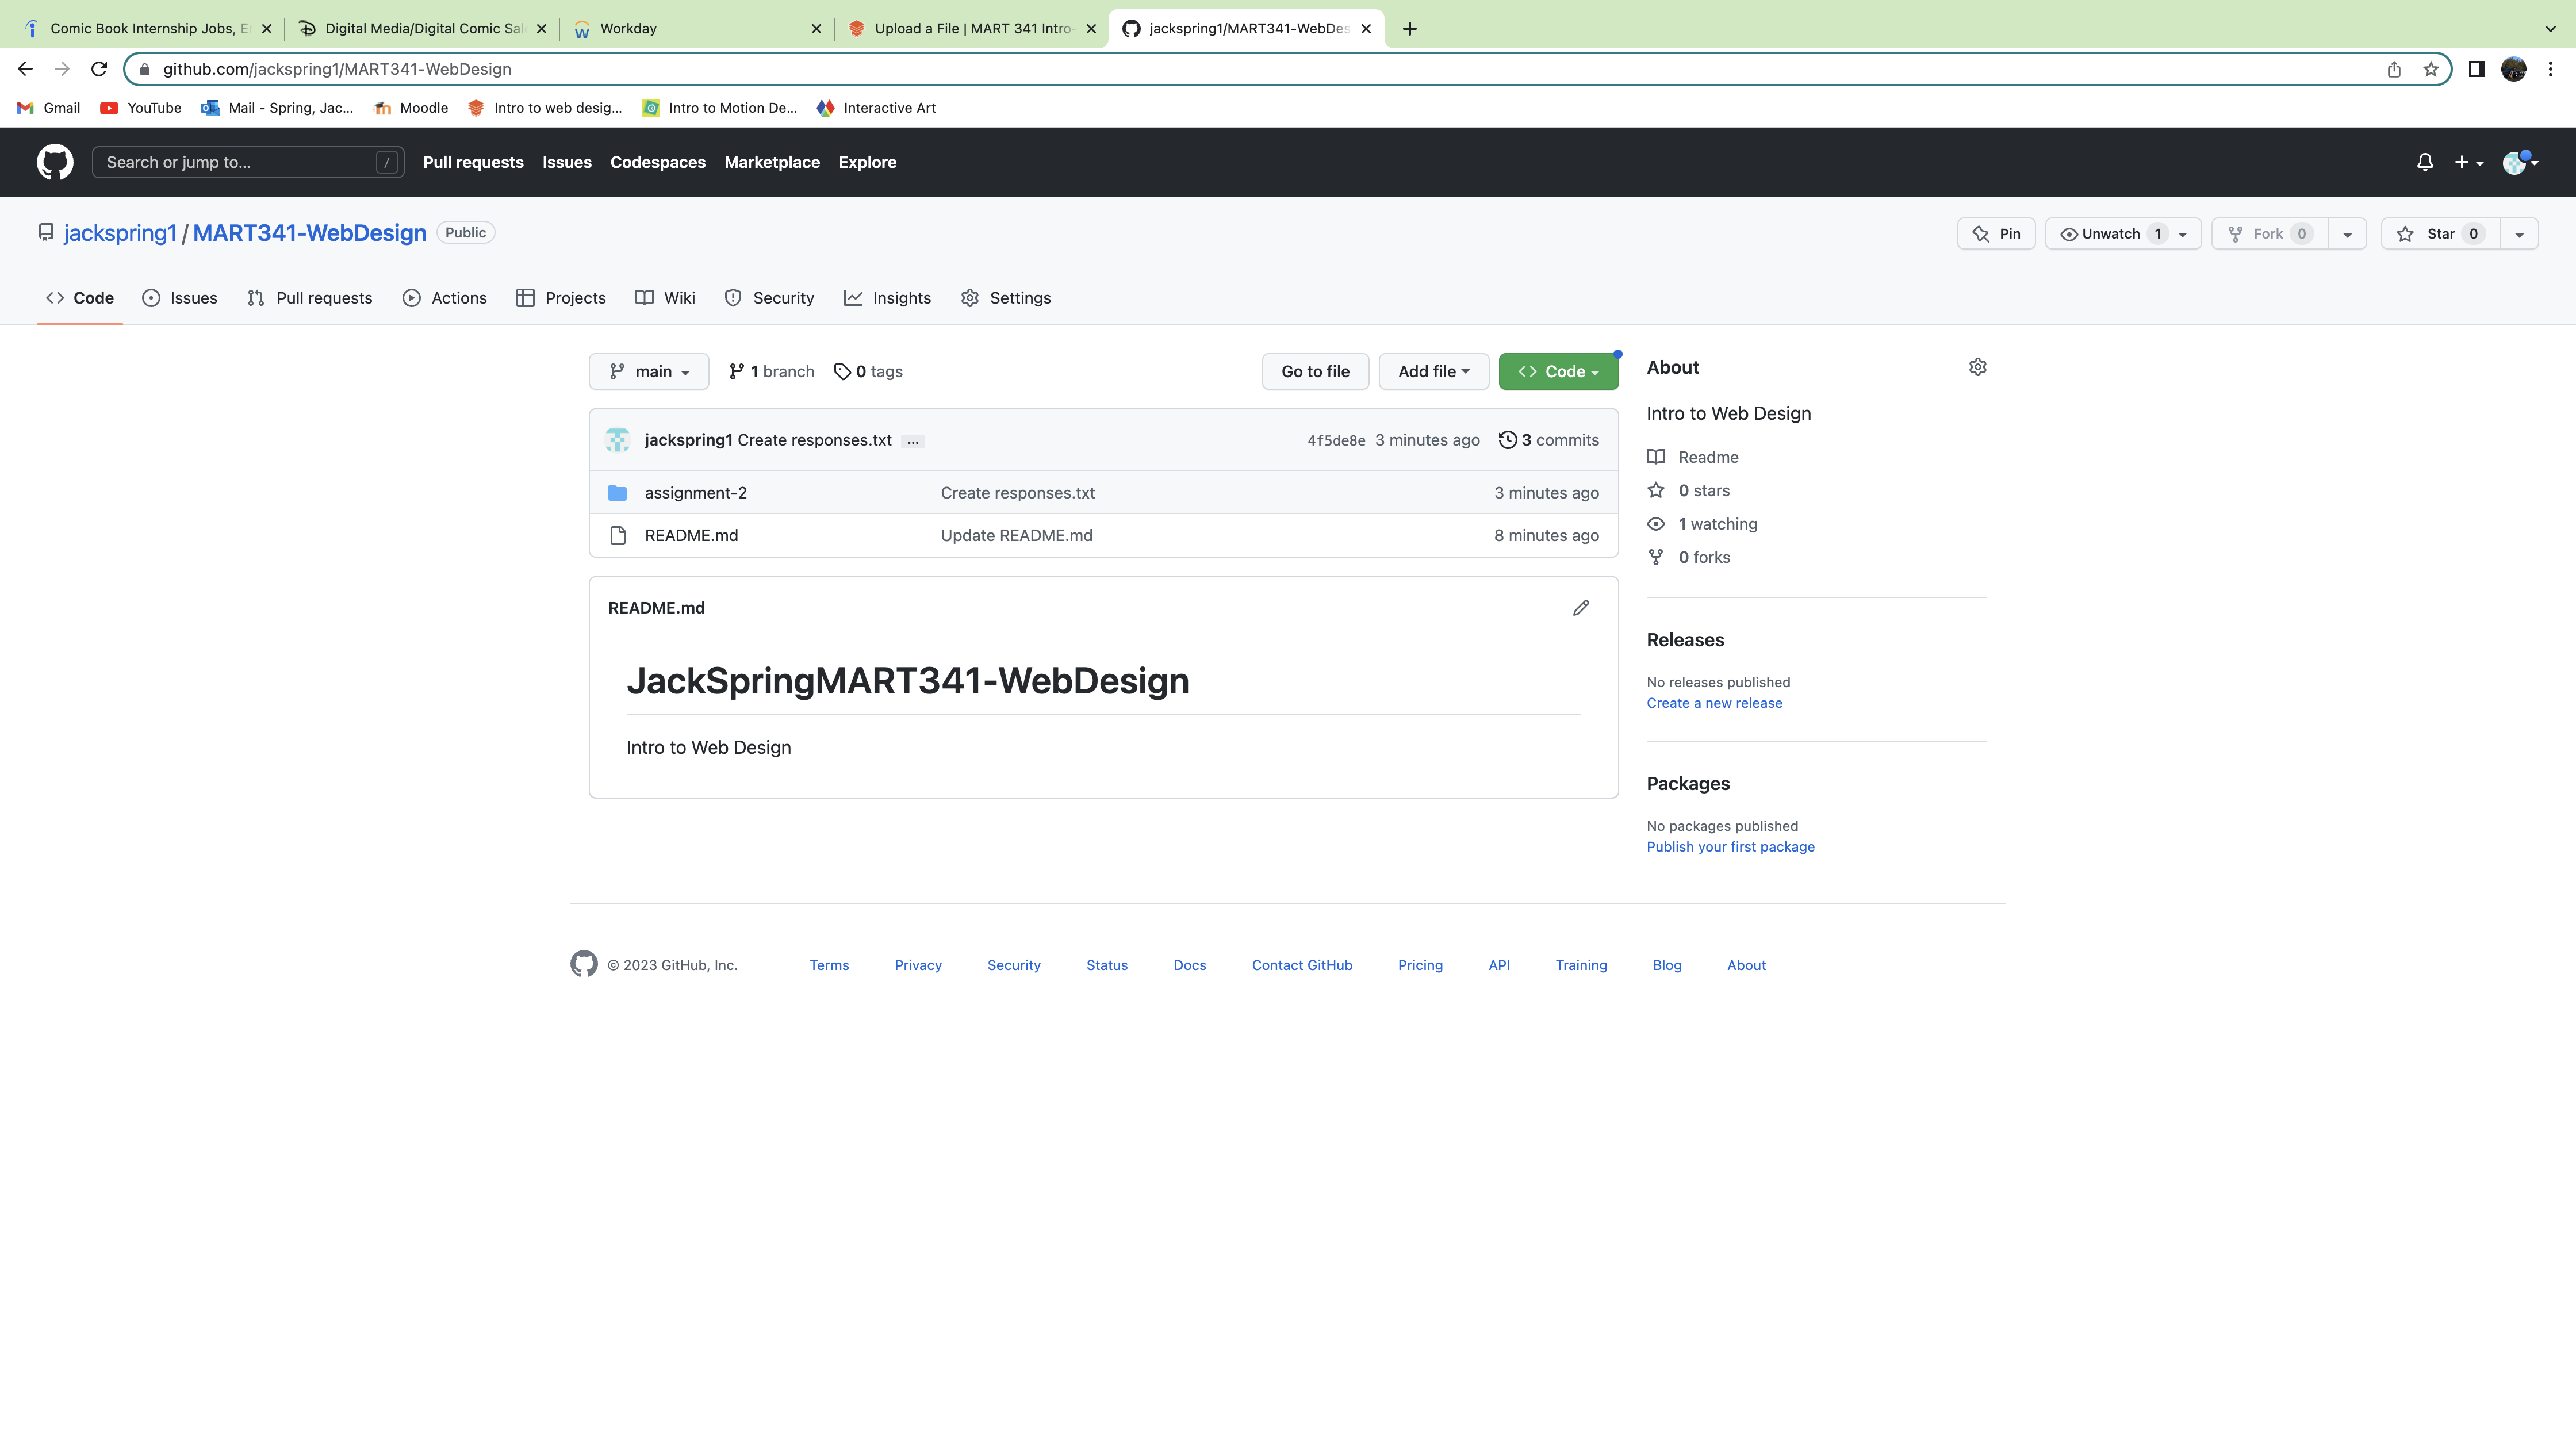 Comic Book Internship Jobs, E
Digital Media/Digital Comic Sal
Workday
Upload a File | MART 341 Intro-
jackspring1/MART341-WebDes
github.com/jackspring1/MART341-WebDesign
Gmail YouTube Mail - Spring, Jac... Moodle Intro to web desig... Intro to Motion De... Interactive Art
Search or jump to... / Pull requests Issues Codespaces Marketplace Explore
jackspring1 / MART341-WebDesign Public
Pin Unwatch 1 Fork 0 Star 0
Code Issues Pull requests Actions Projects Wiki Security Insights Settings
main 1 branch 0 tags Go to file Add file Code
jackspring1 Create responses.txt ... 4f5de8e 3 minutes ago 3 commits
assignment-2 Create responses.txt 3 minutes ago
README.md Update README.md 8 minutes ago
README.md
JackSpringMART341-WebDesign
Intro to Web Design
About
Intro to Web Design
Readme
0 stars
1 watching
0 forks
Releases
No releases published
Create a new release
Packages
No packages published
Publish your first package
© 2023 GitHub, Inc. Terms Privacy Security Status Docs Contact GitHub Pricing API Training Blog About